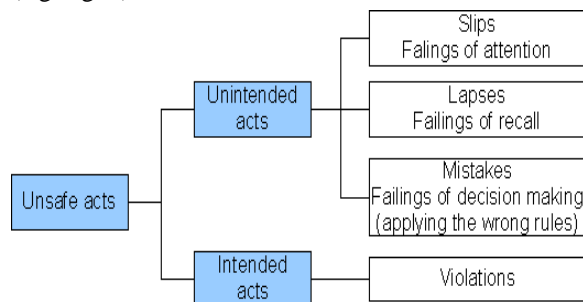 Slips
Falings of attention
Unintended
acts
Lapses
Failings of recall
Unsafe acts
Mistakes
Failings of decision making
(applying the wrong rules)
Intended
acts
Violations